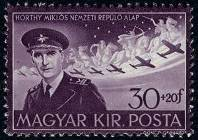 HORTHY MIKLÓS NEMZETI REPÜLŐ ALAP
30+20f
MAGYAR KIR. POSTA